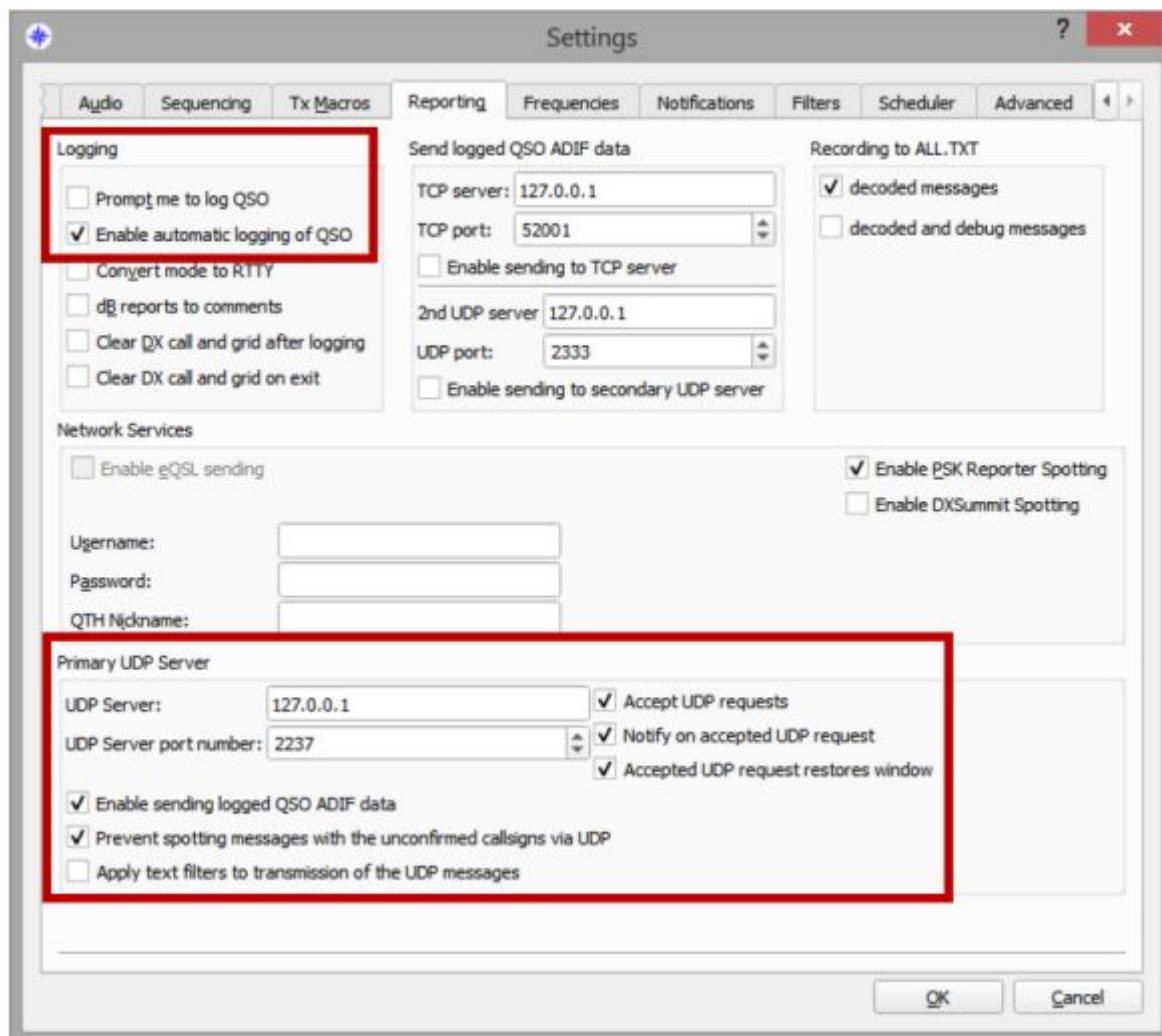 Settings
?
Audio Sequencing Tx Macros Reporting Frequencies Notifications Filters Scheduler Advanced
Logging
Prompt me to log QSO
Enable automatic logging of QSO
Convert mode to RTTY
dB reports to comments
Clear DX call and grid after logging
Clear DX call and grid on exit
Send logged QSO ADIF data
TCP server: 127.0.0.1
TCP port: 52001
Enable sending to TCP server
2nd UDP server 127.0.0.1
UDP port: 2333
Enable sending to secondary UDP server
Recording to ALL.TXT
decoded messages
decoded and debug messages
Network Services
Enable eQSL sending
Enable PSK Reporter Spotting
Enable DXSummit Spotting
Username:
Password:
QTH Nickname:
Primary UDP Server
UDP Server: 127.0.0.1
UDP Server port number: 2237
Accept UDP requests
Notify on accepted UDP request
Accepted UDP request restores window
Enable sending logged QSO ADIF data
Prevent spotting messages with the unconfirmed callsigns via UDP
Apply text filters to transmission of the UDP messages
OK Cancel